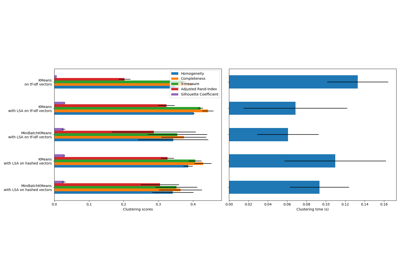 Homogeneity
Completeness
V-measure
Adjusted Rand-Index
Silhouette Coefficient
KMeans
on tf-idf vectors
KMeans
with LSA on tf-idf vectors
MiniBatchKMeans
with LSA on tf-idf vectors
KMeans
with LSA on hashed vectors
MiniBatchKMeans
with LSA on hashed vectors
0.0 0.1 0.2 0.3 0.4
Clustering scores
0.00 0.02 0.04 0.06 0.08 0.10 0.12 0.14 0.16
Clustering time (s)